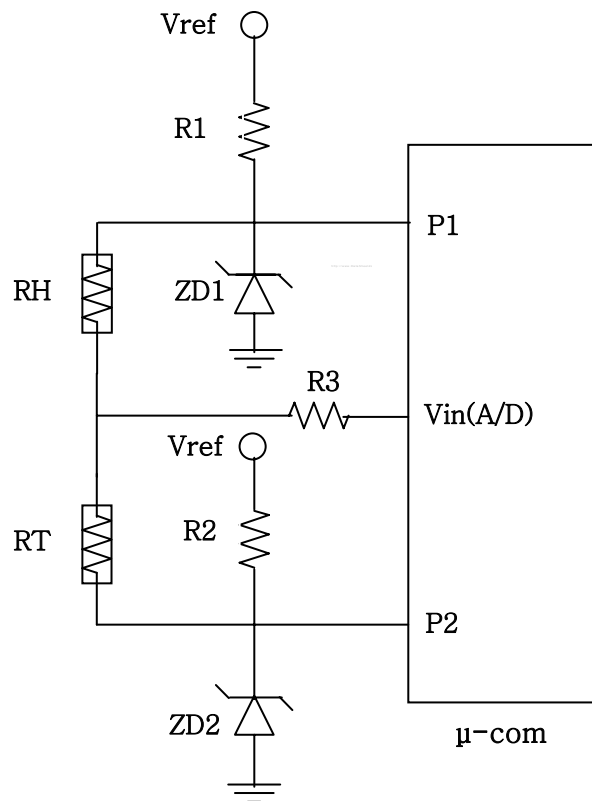 Vref
R1
P1
RH
ZD1
R3
Vin(A/D)
Vref
R2
RT
P2
ZD2
μ-com